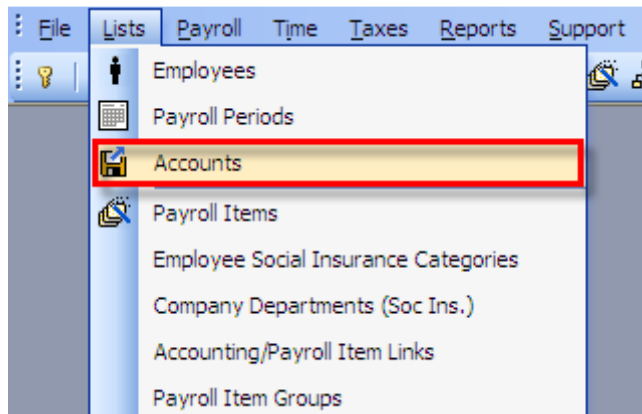 File Lists Payroll Time Taxes Reports Support
Employees
Payroll Periods
Accounts
Payroll Items
Employee Social Insurance Categories
Company Departments (Soc Ins.)
Accounting/Payroll Item Links
Payroll Item Groups